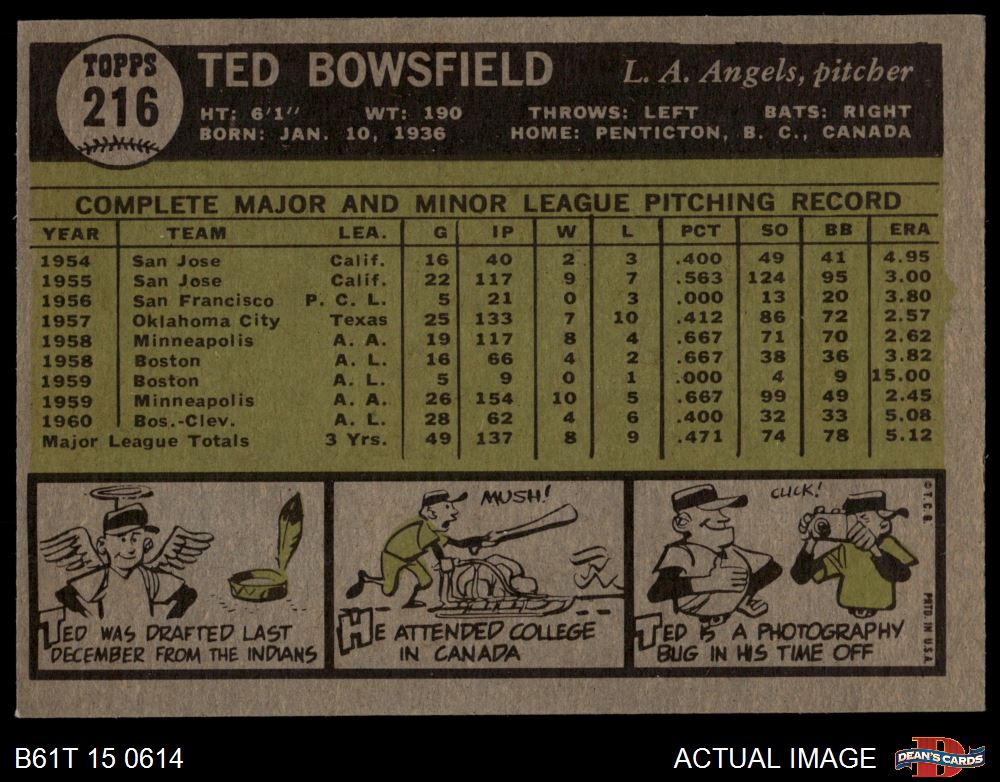 TOPPS
216
TED BOWSFIELD
L. A. Angels, pitcher
HT: 6'1" WT: 190 THROWS: LEFT BATS: RIGHT
BORN: JAN. 10, 1936 HOME: PENTICTON, B. C., CANADA
COMPLETE MAJOR AND MINOR LEAGUE PITCHING RECORD
YEAR TEAM LEA. G IP W L PCT SO BB ERA
1954 San Jose Calif. 16 40 2 3 .400 49 41 4.95
1955 San Jose Calif. 22 117 9 7 .563 124 95 3.00
1956 San Francisco P. C. L. 5 21 0 3 .000 13 20 3.80
1957 Oklahoma City Texas 25 133 7 10 .412 86 72 2.57
1958 Minneapolis A. A. 19 117 8 4 .667 71 70 2.62
1958 Boston A. L. 16 66 4 2 .667 38 36 3.82
1959 Boston A. L. 5 9 0 1 .000 4 9 15.00
1959 Minneapolis A. A. 26 154 10 5 .667 99 49 2.45
1960 Bos.-Clev. A. L. 28 62 4 6 .400 32 33 5.08
Major League Totals 3 Yrs. 49 137 8 9 .471 74 78 5.12
TED WAS DRAFTED LAST
DECEMBER FROM THE INDIANS
MUSH!
HE ATTENDED COLLEGE
IN CANADA
CLICK!
TED IS A PHOTOGRAPHY
BUG IN HIS TIME OFF
© T. C. G. PRTD IN U.S.A.
B61T 15 0614
ACTUAL IMAGE
D
DEAN'S CARDS